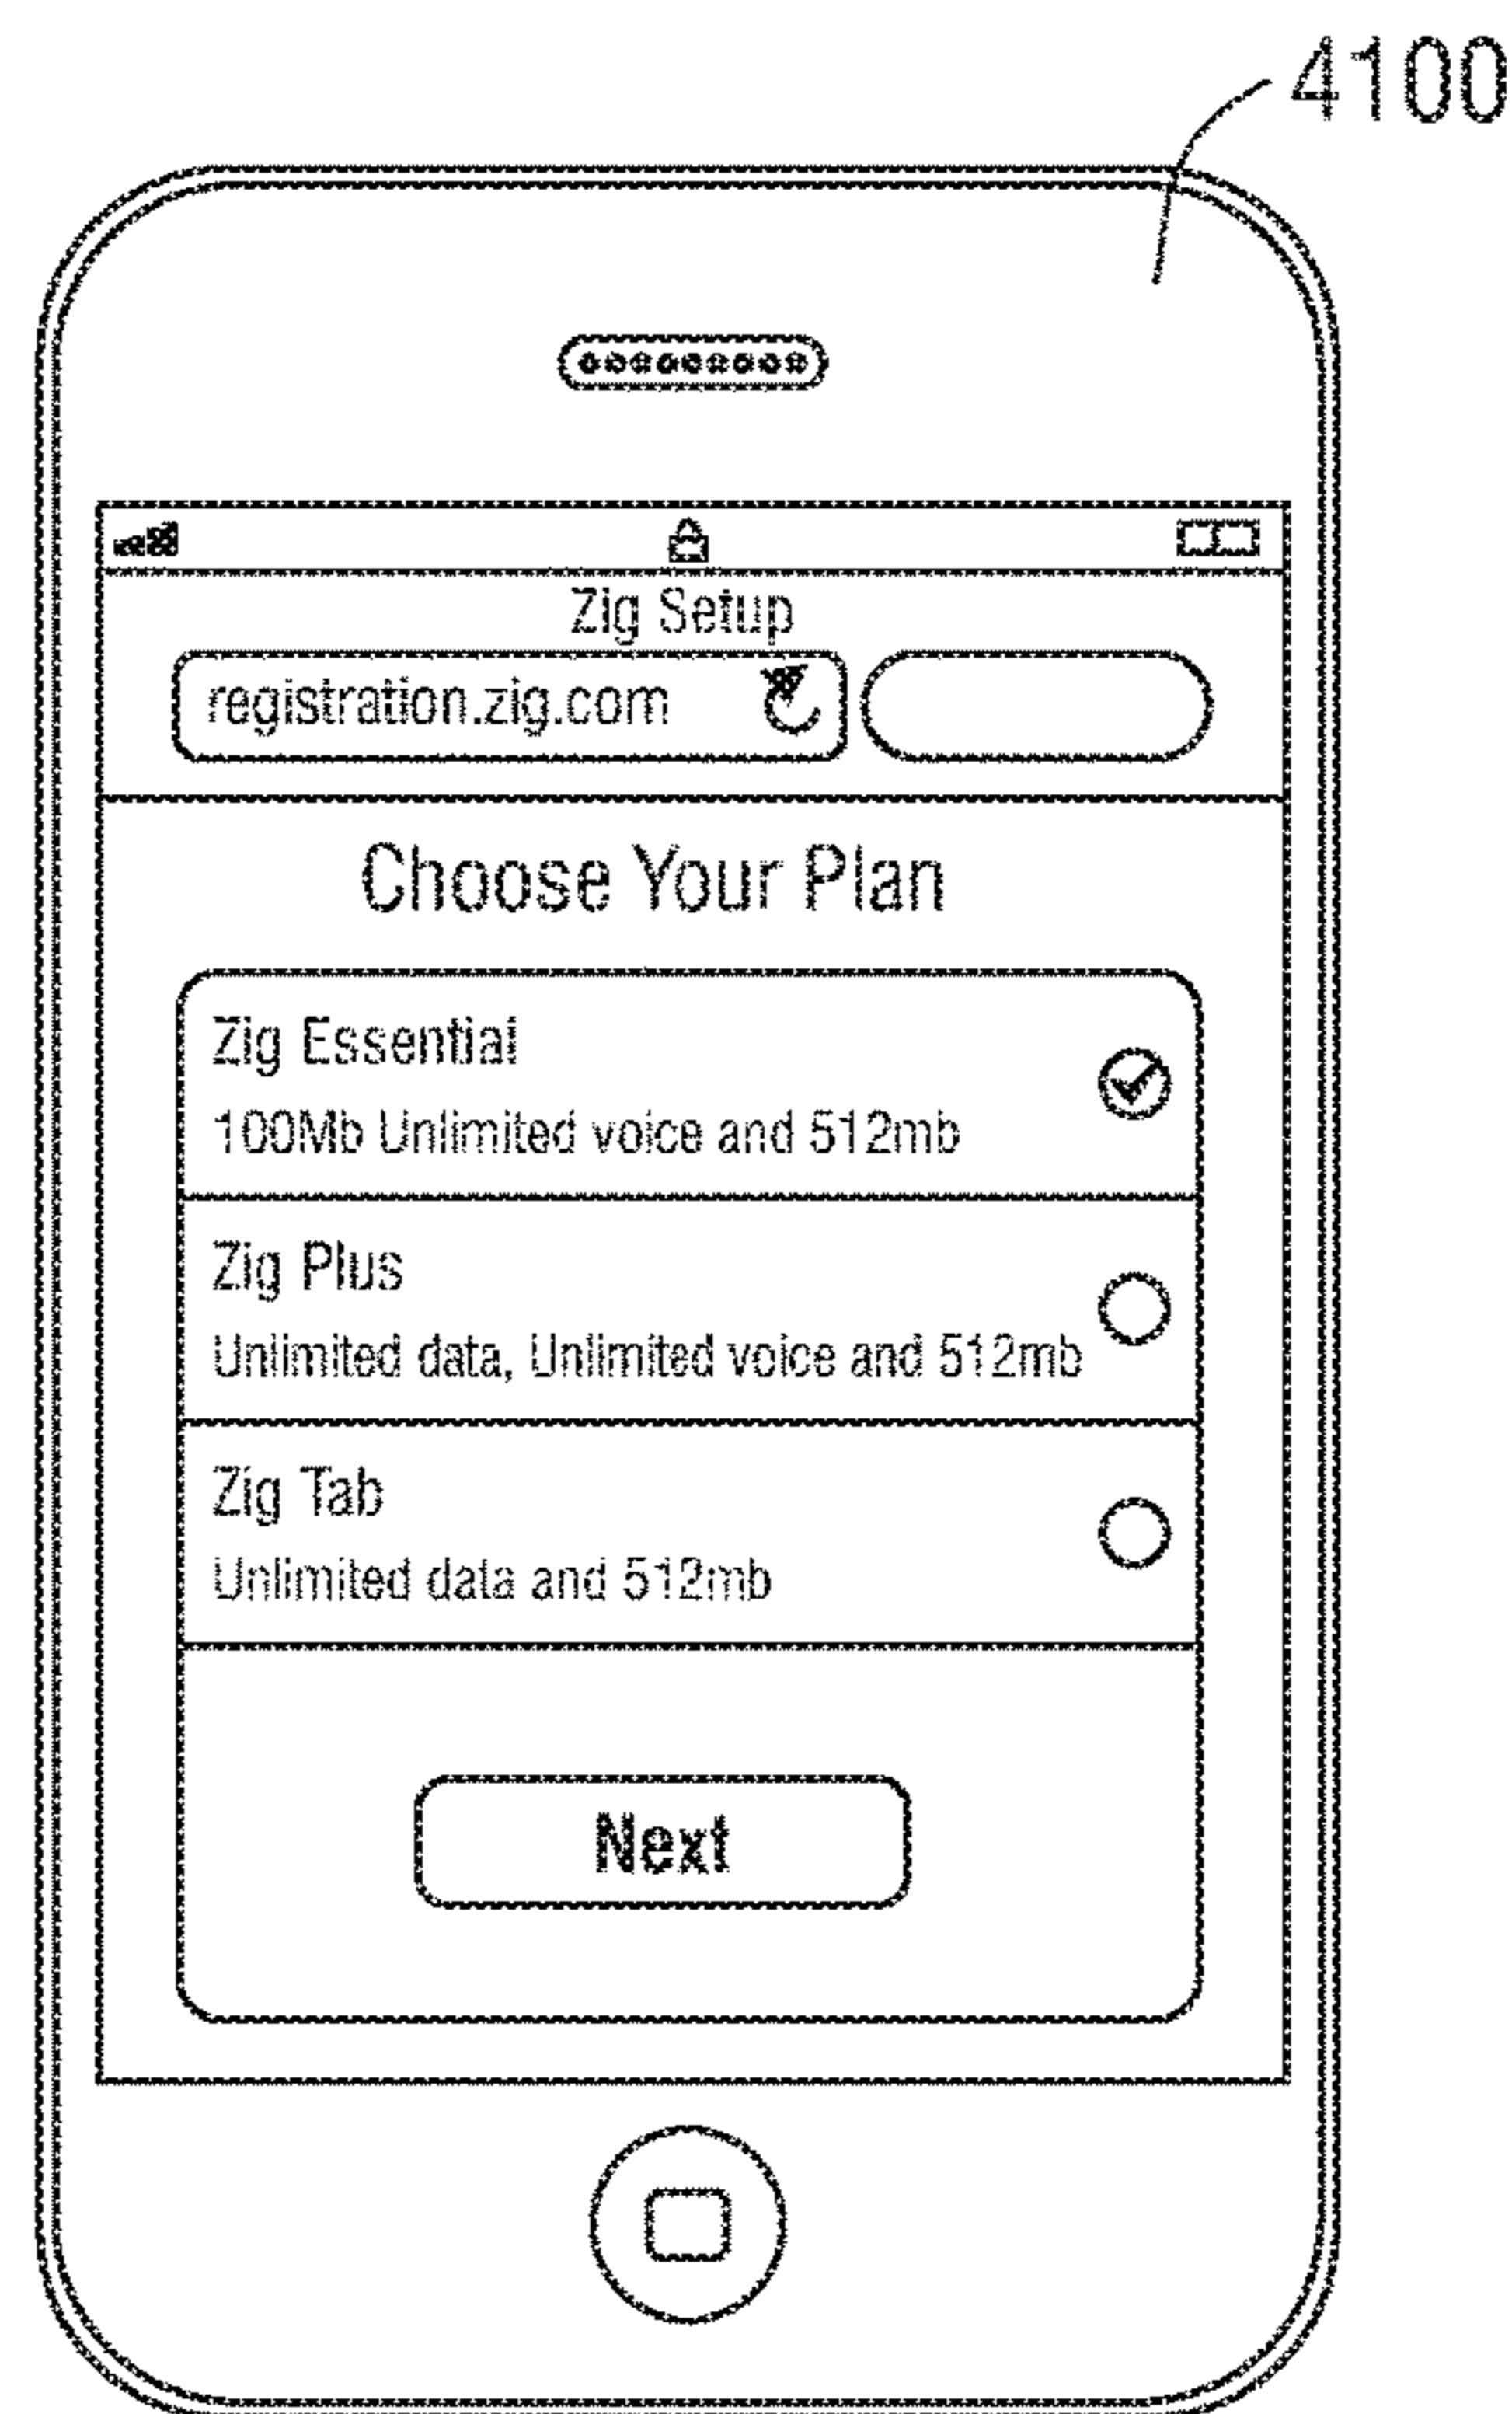 4100
Zig Setup
registration.zig.com
Choose Your Plan
Zig Essential
100Mb Unlimited voice and 512mb
Zig Plus
Unlimited data, Unlimited voice and 512mb
Zig Tab
Unlimited data and 512mb
Next